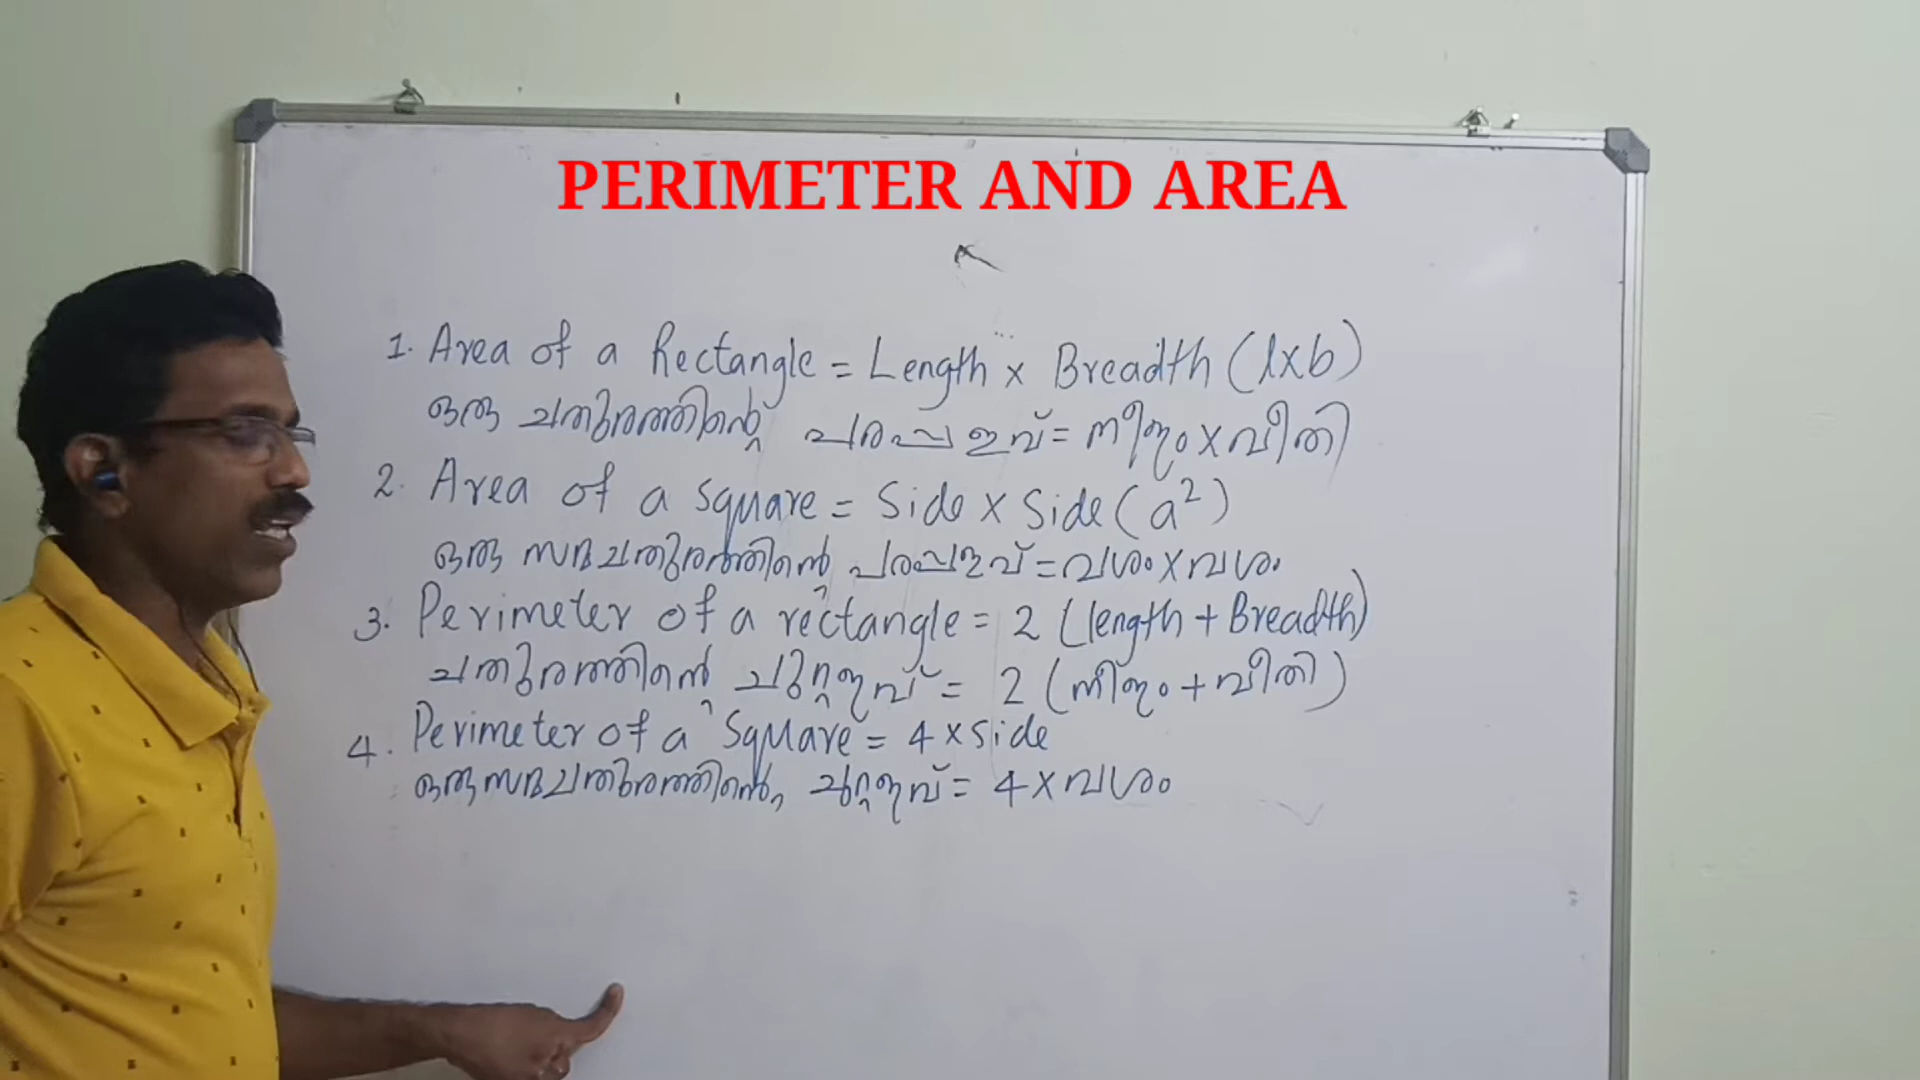 PERIMETER AND AREA
1. Area of a Rectangle = Length × Breadth (l×b)
ഒരു ചതുരത്തിന്റെ പരപ്പളവ് = നീളം × വീതി
2. Area of a square = Side × Side (a²)
ഒരു സമചതുരത്തിന്റെ പരപ്പളവ് = വശം × വശം
3. Perimeter of a rectangle = 2 (length + Breadth)
ചതുരത്തിന്റെ ചുറ്റളവ് = 2 (നീളം + വീതി)
4. Perimeter of a Square = 4 × side
ഒരു സമചതുരത്തിന്റെ ചുറ്റളവ് = 4 × വശം